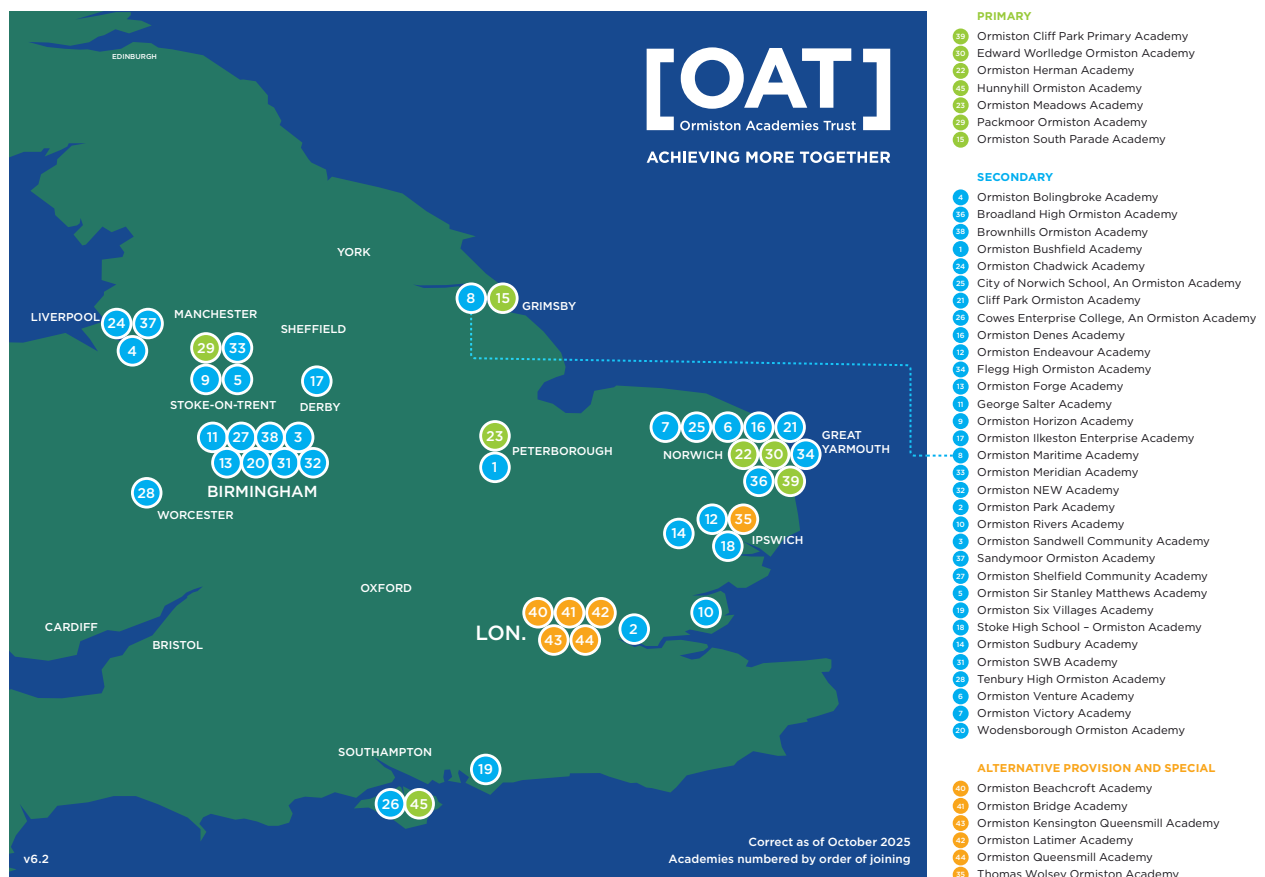 EDINBURGH
[OAT]
Ormiston Academies Trust
ACHIEVING MORE TOGETHER
YORK
8 15 GRIMSBY
LIVERPOOL 24 37
4
MANCHESTER
SHEFFIELD
29 33
9 5
17
STOKE-ON-TRENT
DERBY
11 27 38 3
13 20 31 32
BIRMINGHAM
28
WORCESTER
23
PETERBOROUGH
1
7 25 6 16 21
GREAT
YARMOUTH
NORWICH 22 30 34
36 39
14 12 35
18 IPSWICH
OXFORD
40 41 42
LON. 43 44
2
10
CARDIFF
BRISTOL
SOUTHAMPTON
19
26 45
v6.2
Correct as of October 2025
Academies numbered by order of joining
PRIMARY
39 Ormiston Cliff Park Primary Academy
30 Edward Worlledge Ormiston Academy
22 Ormiston Herman Academy
45 Hunnyhill Ormiston Academy
23 Ormiston Meadows Academy
29 Packmoor Ormiston Academy
15 Ormiston South Parade Academy
SECONDARY
4 Ormiston Bolingbroke Academy
36 Broadland High Ormiston Academy
38 Brownhills Ormiston Academy
1 Ormiston Bushfield Academy
24 Ormiston Chadwick Academy
25 City of Norwich School, An Ormiston Academy
21 Cliff Park Ormiston Academy
26 Cowes Enterprise College, An Ormiston Academy
16 Ormiston Denes Academy
12 Ormiston Endeavour Academy
34 Flegg High Ormiston Academy
13 Ormiston Forge Academy
11 George Salter Academy
9 Ormiston Horizon Academy
17 Ormiston Ilkeston Enterprise Academy
8 Ormiston Maritime Academy
33 Ormiston Meridian Academy
32 Ormiston NEW Academy
2 Ormiston Park Academy
10 Ormiston Rivers Academy
3 Ormiston Sandwell Community Academy
37 Sandymoor Ormiston Academy
27 Ormiston Shelfield Community Academy
5 Ormiston Sir Stanley Matthews Academy
19 Ormiston Six Villages Academy
18 Stoke High School – Ormiston Academy
14 Ormiston Sudbury Academy
31 Ormiston SWB Academy
28 Tenbury High Ormiston Academy
6 Ormiston Venture Academy
7 Ormiston Victory Academy
20 Wodensborough Ormiston Academy
ALTERNATIVE PROVISION AND SPECIAL
40 Ormiston Beachcroft Academy
41 Ormiston Bridge Academy
43 Ormiston Kensington Queensmill Academy
42 Ormiston Latimer Academy
44 Ormiston Queensmill Academy
35 Thomas Wolsey Ormiston Academy